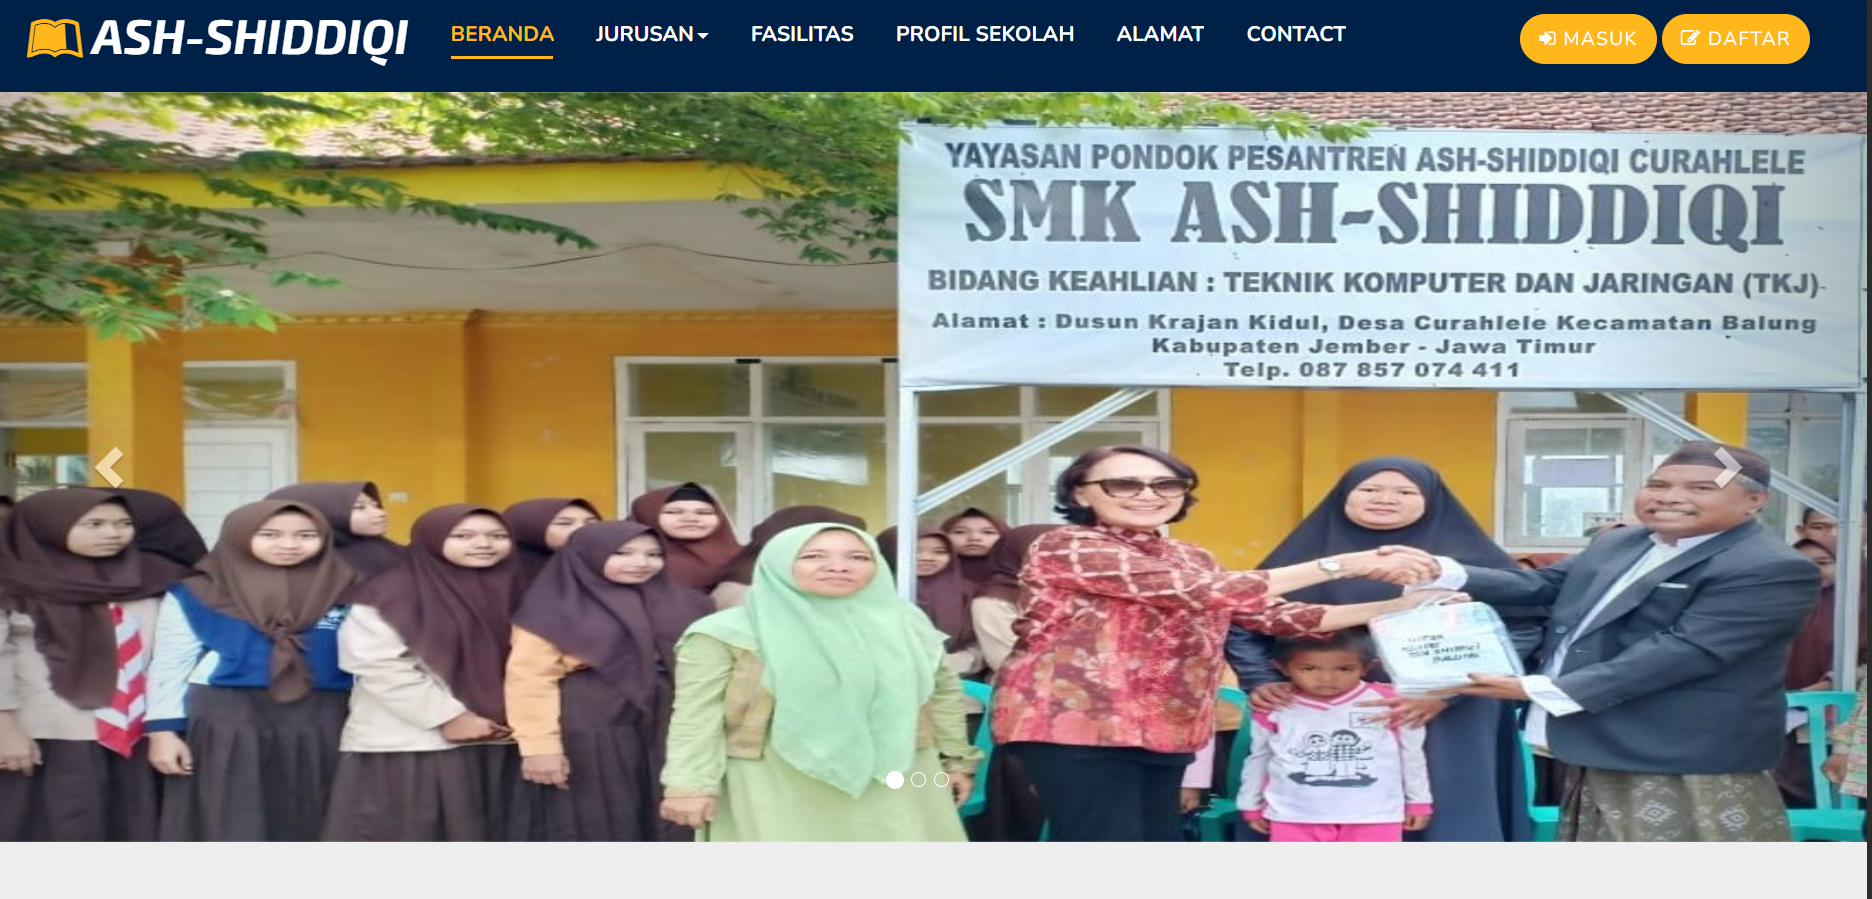 ASH-SHIDDIQI
BERANDA
JURUSAN
FASILITAS
PROFIL SEKOLAH
ALAMAT
CONTACT
MASUK
DAFTAR
YAYASAN PONDOK PESANTREN ASH-SHIDDIQI CURAHLELE
SMK ASH-SHIDDIQI
BIDANG KEAHLIAN : TEKNIK KOMPUTER DAN JARINGAN (TKJ)
Alamat : Dusun Krajan Kidul, Desa Curahlele Kecamatan Balung
Kabupaten Jember - Jawa Timur
Telp. 087 857 074 411